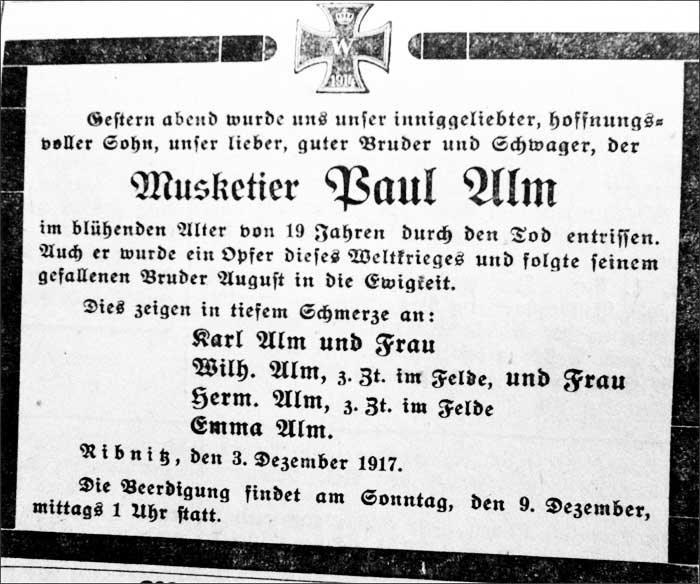 W
1914
Gestern abend wurde uns unser inniggeliebter, hoffnungs-
voller Sohn, unser lieber, guter Bruder und Schwager, der
Musketier Paul Alm
im blühenden Alter von 19 Jahren durch den Tod entrissen.
Auch er wurde ein Opfer dieses Weltkrieges und folgte seinem
gefallenen Bruder August in die Ewigkeit.
Dies zeigen in tiefem Schmerze an:
Karl Alm und Frau
Wilh. Alm, z. Zt. im Felde, und Frau
Herm. Alm, z. Zt. im Felde
Emma Alm.
Ribnitz, den 3. Dezember 1917.
Die Beerdigung findet am Sonntag, den 9. Dezember,
mittags 1 Uhr statt.